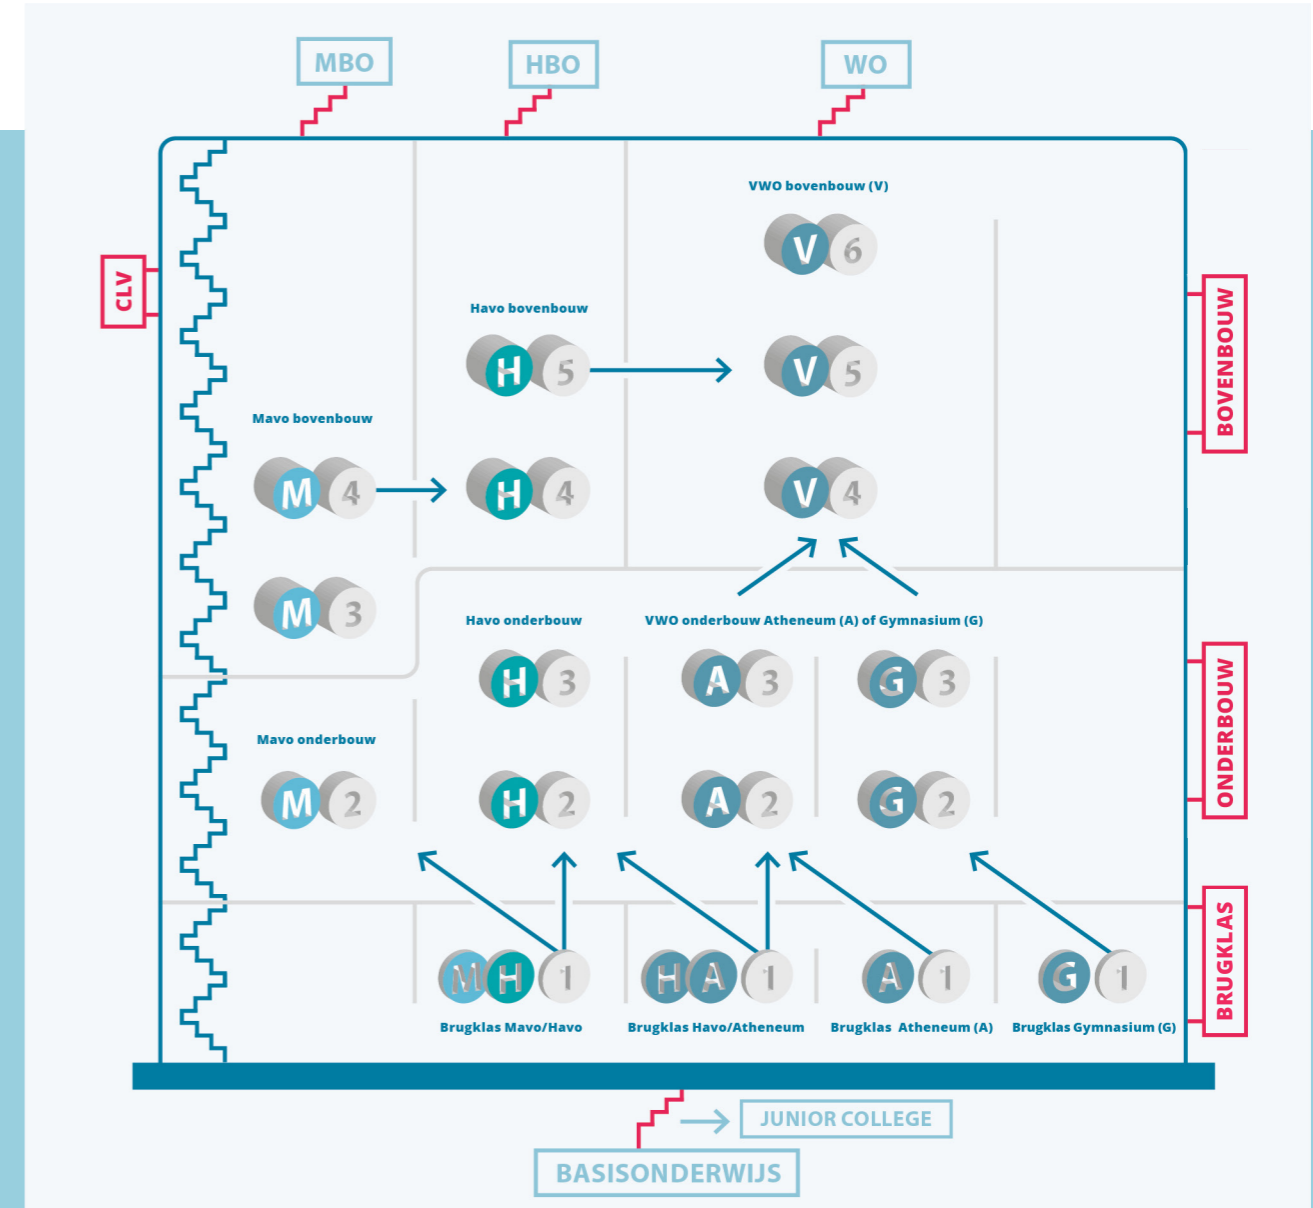 MBO
HBO
WO
VWO bovenbouw (V)
V 6
CLV
BOVENBOUW
Havo bovenbouw
H 5
V 5
Mavo bovenbouw
M 4
H 4
V 4
M 3
Havo onderbouw
VWO onderbouw Atheneum (A) of Gymnasium (G)
H 3
A 3
G 3
ONDERBOUW
Mavo onderbouw
M 2
H 2
A 2
G 2
BRUGKLAS
M H 1
H A 1
A 1
G 1
Brugklas Mavo/Havo
Brugklas Havo/Atheneum
Brugklas Atheneum (A)
Brugklas Gymnasium (G)
JUNIOR COLLEGE
BASISONDERWIJS